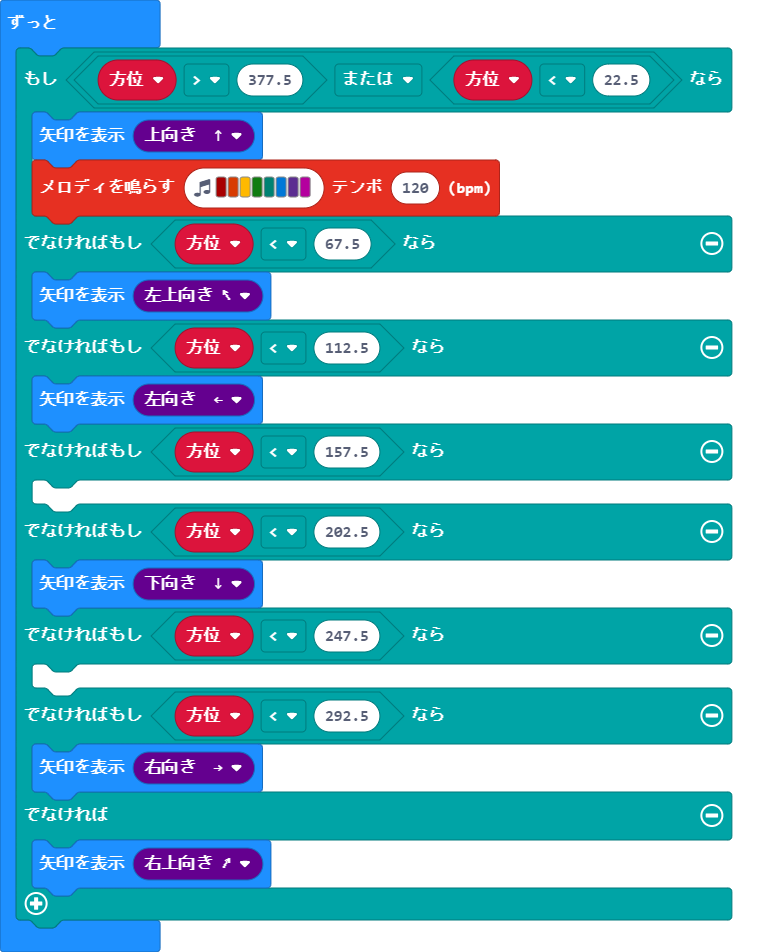 ずっと
もし 方位 > 377.5 または 方位 < 22.5 なら
矢印を表示 上向き ↑
メロディを鳴らす テンポ 120 (bpm)
でなければもし 方位 < 67.5 なら
矢印を表示 左上向き ↖
でなければもし 方位 < 112.5 なら
矢印を表示 左向き ←
でなければもし 方位 < 157.5 なら
でなければもし 方位 < 202.5 なら
矢印を表示 下向き ↓
でなければもし 方位 < 247.5 なら
でなければもし 方位 < 292.5 なら
矢印を表示 右向き →
でなければ
矢印を表示 右上向き ↗